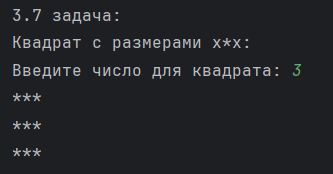 3.7 задача:
Квадрат с размерами x*x:
Введите число для квадрата: 3
***
***
***